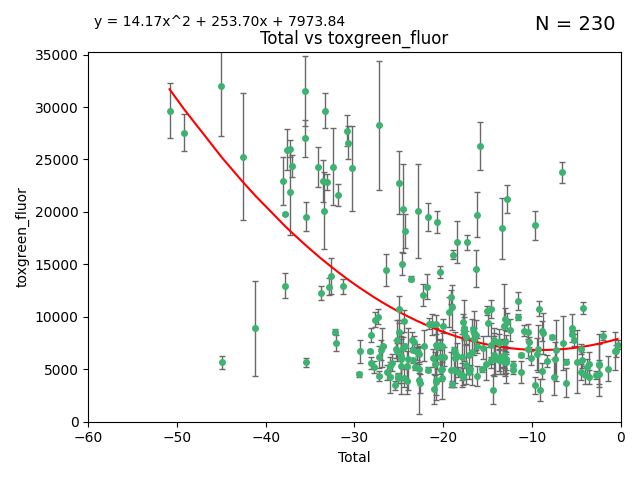 y = 14.17x^2 + 253.70x + 7973.84
N = 230
Total vs toxgreen_fluor
35000
30000
25000
20000
15000
10000
5000
0
toxgreen_fluor
−60 −50 −40 −30 −20 −10 0
Total